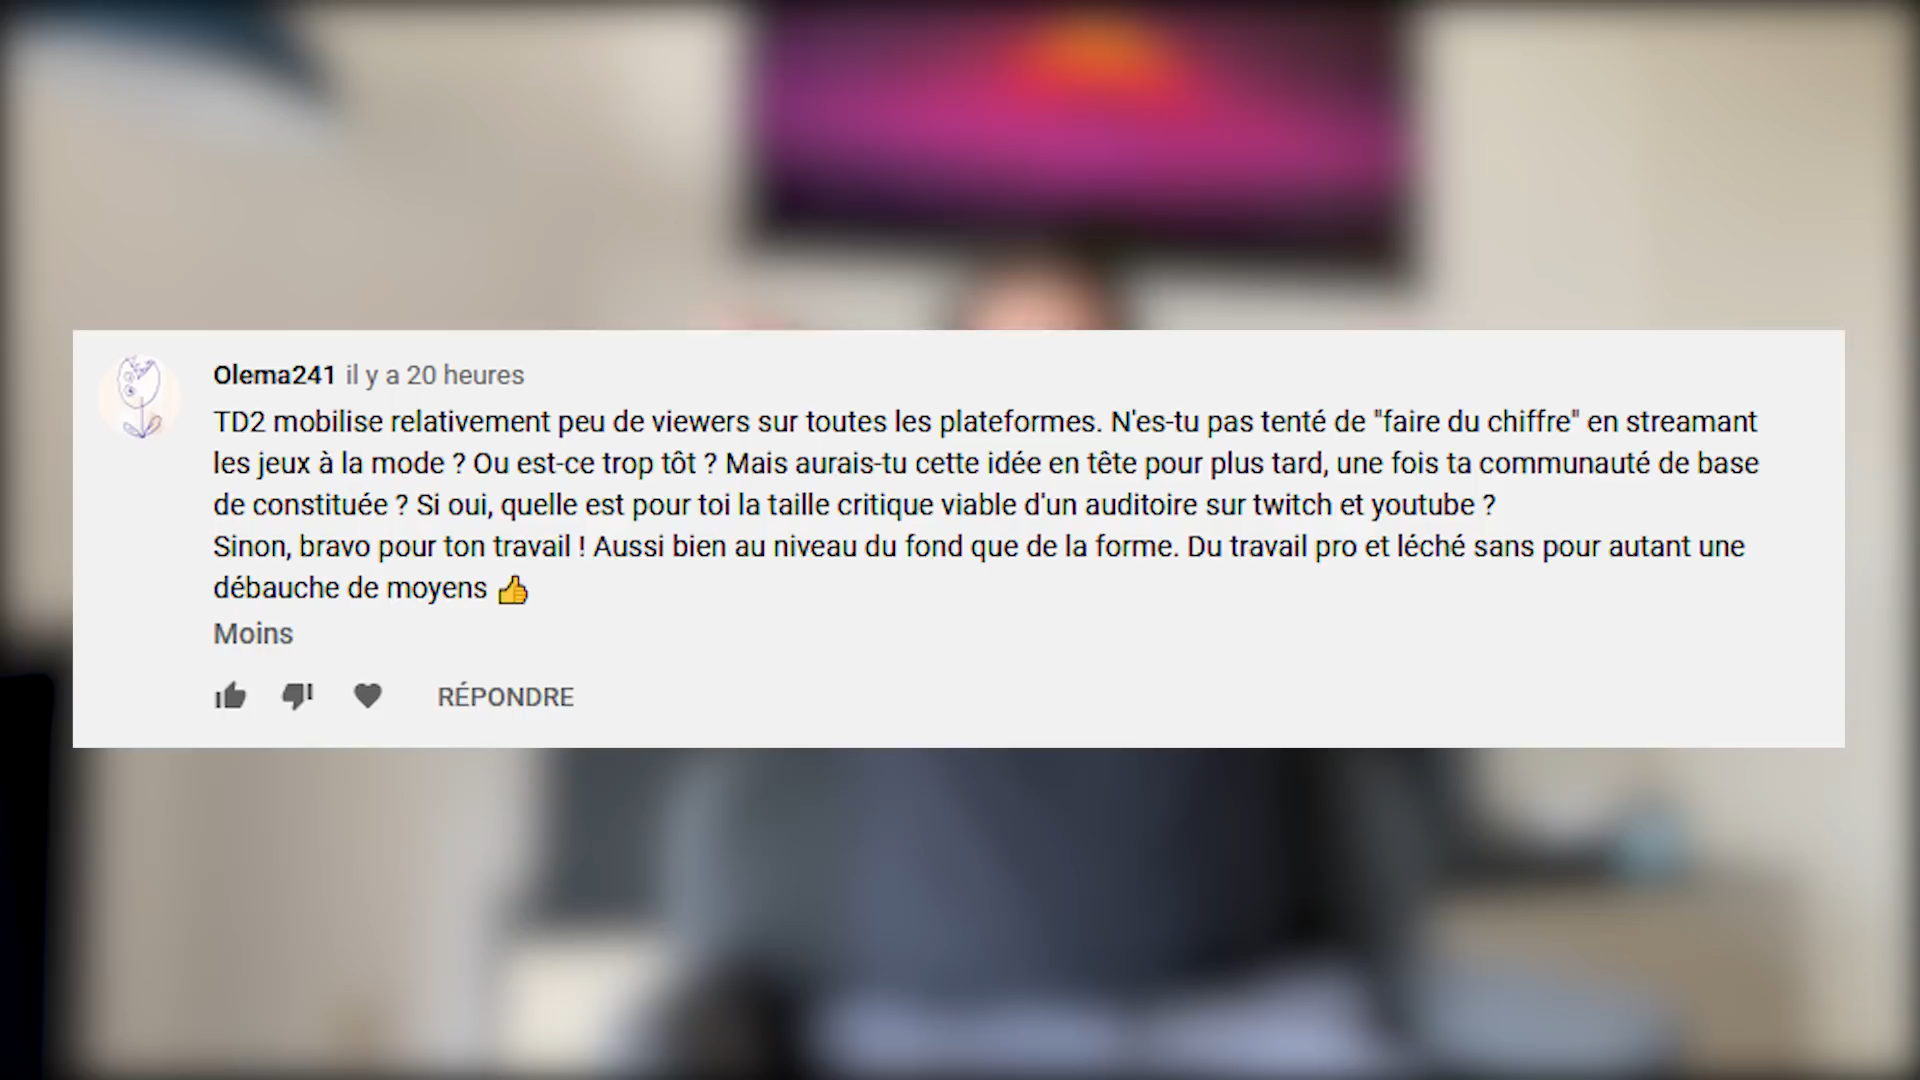 Olema241 il y a 20 heures
TD2 mobilise relativement peu de viewers sur toutes les plateformes. N'es-tu pas tenté de "faire du chiffre" en streamant
les jeux à la mode ? Ou est-ce trop tôt ? Mais aurais-tu cette idée en tête pour plus tard, une fois ta communauté de base
de constituée ? Si oui, quelle est pour toi la taille critique viable d'un auditoire sur twitch et youtube ?
Sinon, bravo pour ton travail ! Aussi bien au niveau du fond que de la forme. Du travail pro et léché sans pour autant une
débauche de moyens 👍
Moins
RÉPONDRE